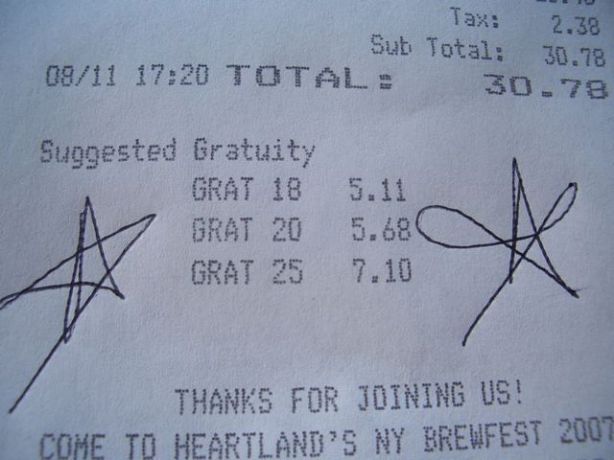 Tax: 2.38
Sub Total: 30.78
08/11 17:20 TOTAL: 30.78
Suggested Gratuity
GRAT 18 5.11
GRAT 20 5.68
GRAT 25 7.10
THANKS FOR JOINING US!
COME TO HEARTLAND'S NY BREWFEST 2007